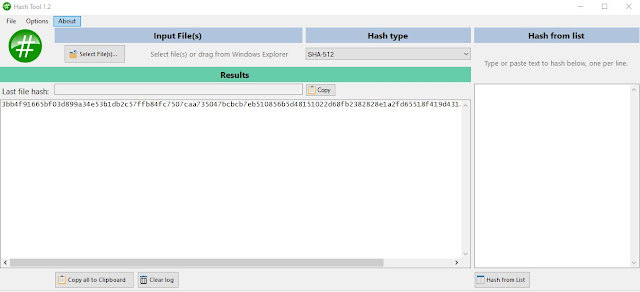 Hash Tool 1.2
File Options About
Input File(s)
Select File(s)...
Select file(s) or drag from Windows Explorer
Hash type
SHA-512
Hash from list
Type or paste text to hash below, one per line.
Results
Last file hash:
Copy
3bb4f91665bf03d899a34e53b1db2c57ffb84fc7507caa735047bcbcb7eb510856b5d48151022d68fb2382828e1a2fd65518f419d431
Copy all to Clipboard
Clear log
Hash from List